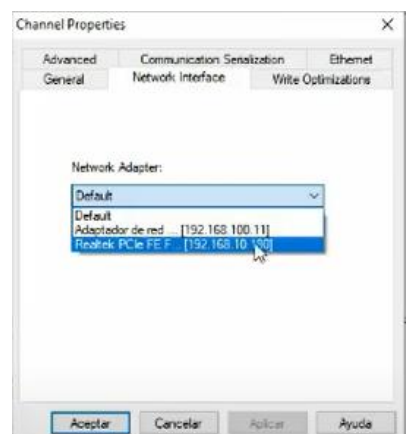 Channel Properties
Advanced Communication Serialization Ethernet
General Network Interface Write Optimizations
Network Adapter:
Default
Default
Adaptador de red ... [192.168.100.11]
Realtek PCIe FE F... [192.168.10.180]
Aceptar Cancelar Aplicar Ayuda